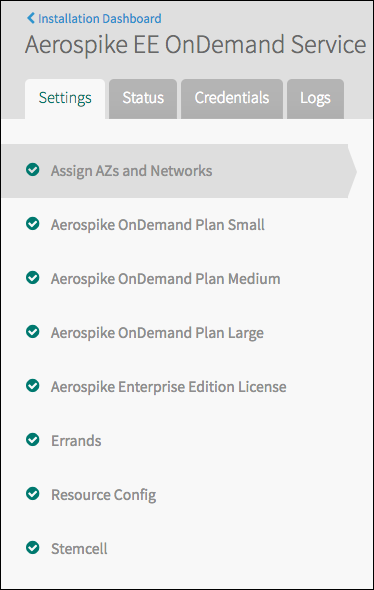 Installation Dashboard
Aerospike EE OnDemand Service
Settings Status Credentials Logs
Assign AZs and Networks
Aerospike OnDemand Plan Small
Aerospike OnDemand Plan Medium
Aerospike OnDemand Plan Large
Aerospike Enterprise Edition License
Errands
Resource Config
Stemcell